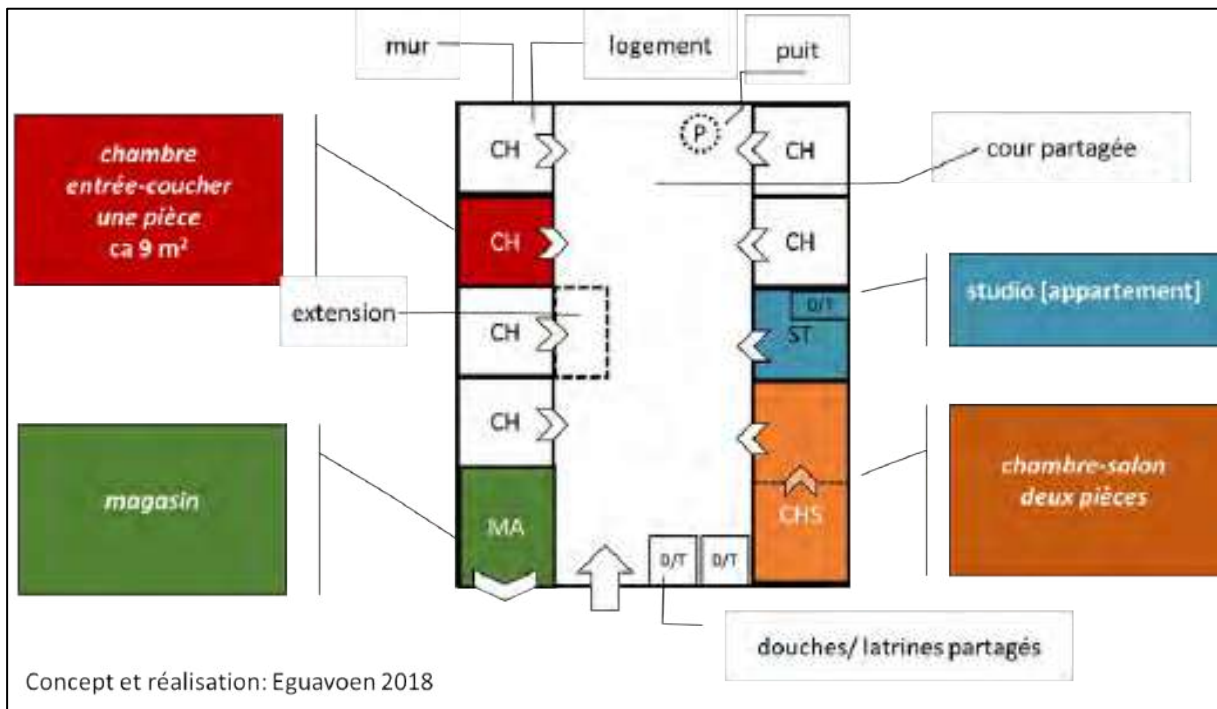 mur
logement
puit
chambre
entrée-coucher
une pièce
ca 9 m²
CH
P
CH
cour partagée
CH
CH
extension
CH
D/T
ST
studio [appartement]
CH
magasin
MA
CHS
chambre-salon
deux pièces
D/T
D/T
douches/ latrines partagés
Concept et réalisation: Eguavoen 2018